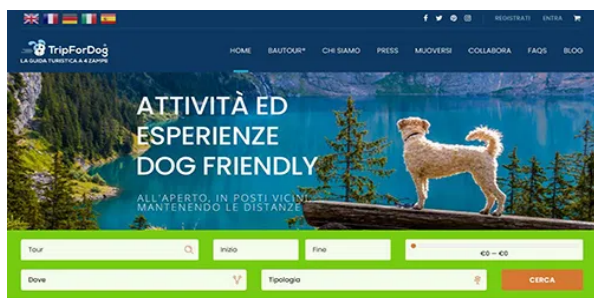 REGISTRATI ENTRA
TripForDog
LA GUIDA TURISTICA A 4 ZAMPE
HOME BAUTOUR® CHI SIAMO PRESS MUOVERSI COLLABORA FAQS BLOG
ATTIVITÀ ED
ESPERIENZE
DOG FRIENDLY
ALL'APERTO, IN POSTI VICINI
MANTENENDO LE DISTANZE
Tour Inizio Fine €0 — €0
Dove Tipologia CERCA